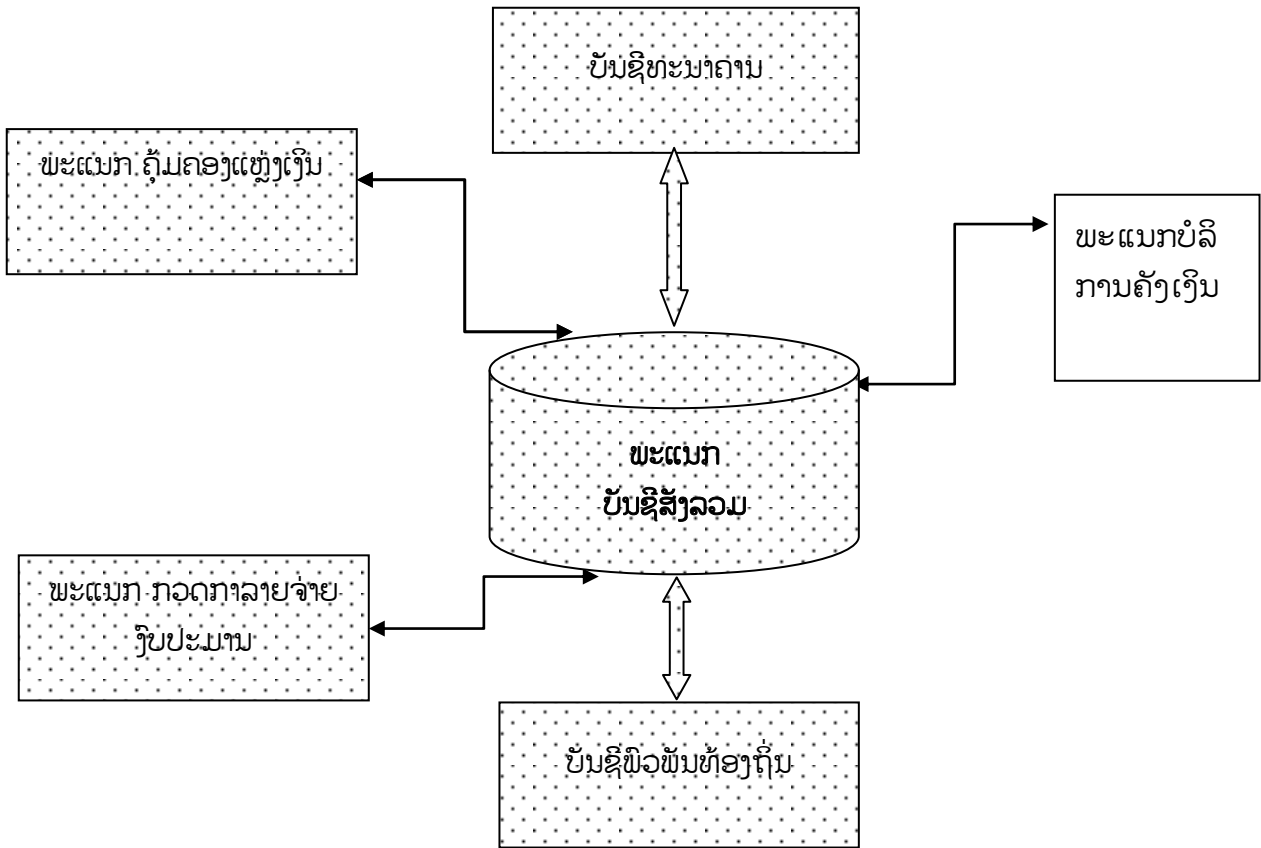 ບັນຊີທະນາຄານ
ພະແນກ ຄຸ້ມຄອງແຫຼ່ງເງິນ
ພະແນກບໍລິ
ການຄັງເງິນ
ພະແນກ
ບັນຊີສັງລວມ
ພະແນກ ກວດກາລາຍຈ່າຍ
ງົບປະມານ
ບັນຊີພົວພັນທ້ອງຖິ່ນ